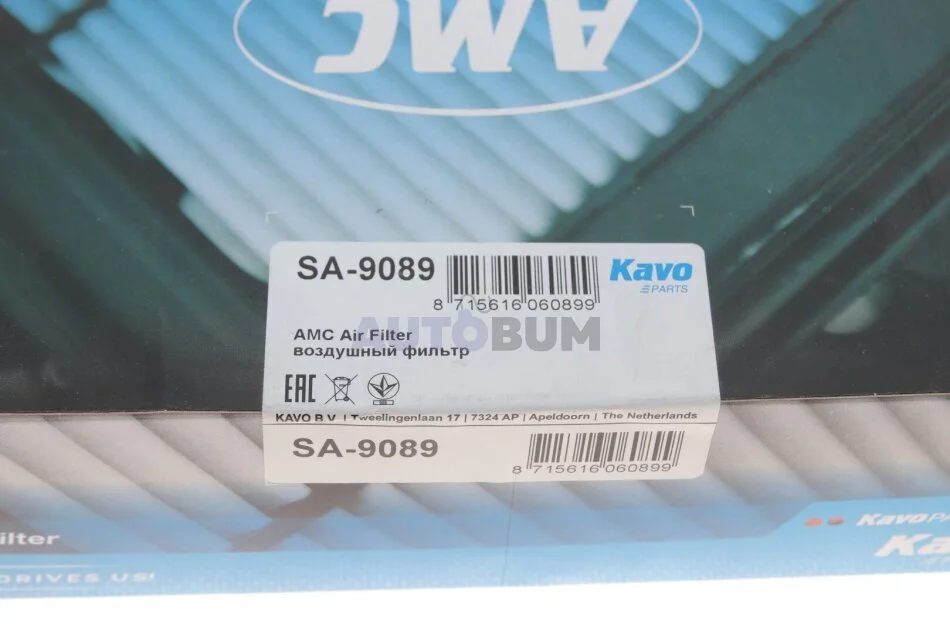 AMC
SA-9089
8 715616 060899
Kavo
PARTS
AUTOBUM
AMC Air Filter
воздушный фильтр
EAC
KAVO B.V. | Tweelingenlaan 17 | 7324 AP | Apeldoorn | The Netherlands
SA-9089
8 715616 060899
ilter
DRIVES US!
Kavo